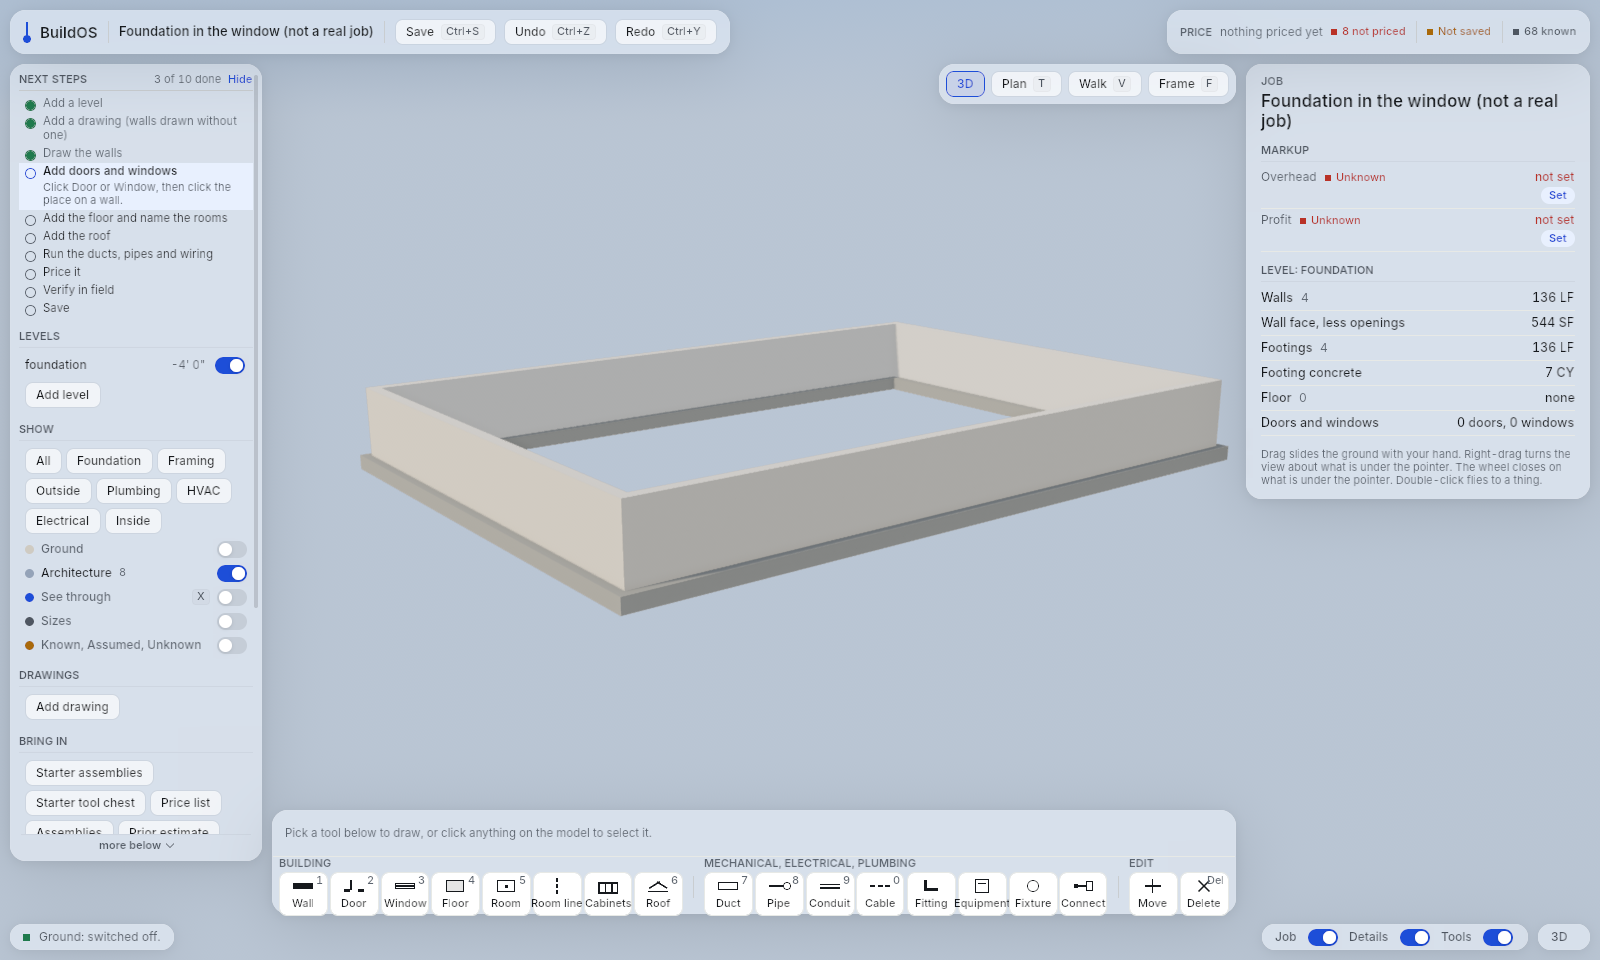 BuildOS
Foundation in the window (not a real job)
Save Ctrl+S
Undo Ctrl+Z
Redo Ctrl+Y
PRICE nothing priced yet 8 not priced Not saved 68 known
NEXT STEPS 3 of 10 done Hide
Add a level
Add a drawing (walls drawn without
one)
Draw the walls
Add doors and windows
Click Door or Window, then click the
place on a wall.
Add the floor and name the rooms
Add the roof
Run the ducts, pipes and wiring
Price it
Verify in field
Save
LEVELS
foundation -4' 0"
Add level
SHOW
All Foundation Framing
Outside Plumbing HVAC
Electrical Inside
Ground
Architecture 8
See through X
Sizes
Known, Assumed, Unknown
DRAWINGS
Add drawing
BRING IN
Starter assemblies
Starter tool chest Price list
Assemblies Prior estimate
more below
3D Plan T Walk V Frame F
JOB
Foundation in the window (not a real
job)
MARKUP
Overhead Unknown not set
Set
Profit Unknown not set
Set
LEVEL: FOUNDATION
Walls 4 136 LF
Wall face, less openings 544 SF
Footings 4 136 LF
Footing concrete 7 CY
Floor 0 none
Doors and windows 0 doors, 0 windows
Drag slides the ground with your hand. Right-drag turns the
view about what is under the pointer. The wheel closes on
what is under the pointer. Double-click flies to a thing.
Pick a tool below to draw, or click anything on the model to select it.
BUILDING
1 Wall
2 Door
3 Window
4 Floor
5 Room
Room line
Cabinets
6 Roof
MECHANICAL, ELECTRICAL, PLUMBING
7 Duct
8 Pipe
9 Conduit
0 Cable
Fitting
Equipment
Fixture
Connect
EDIT
Move
Del Delete
Ground: switched off.
Job Details Tools 3D